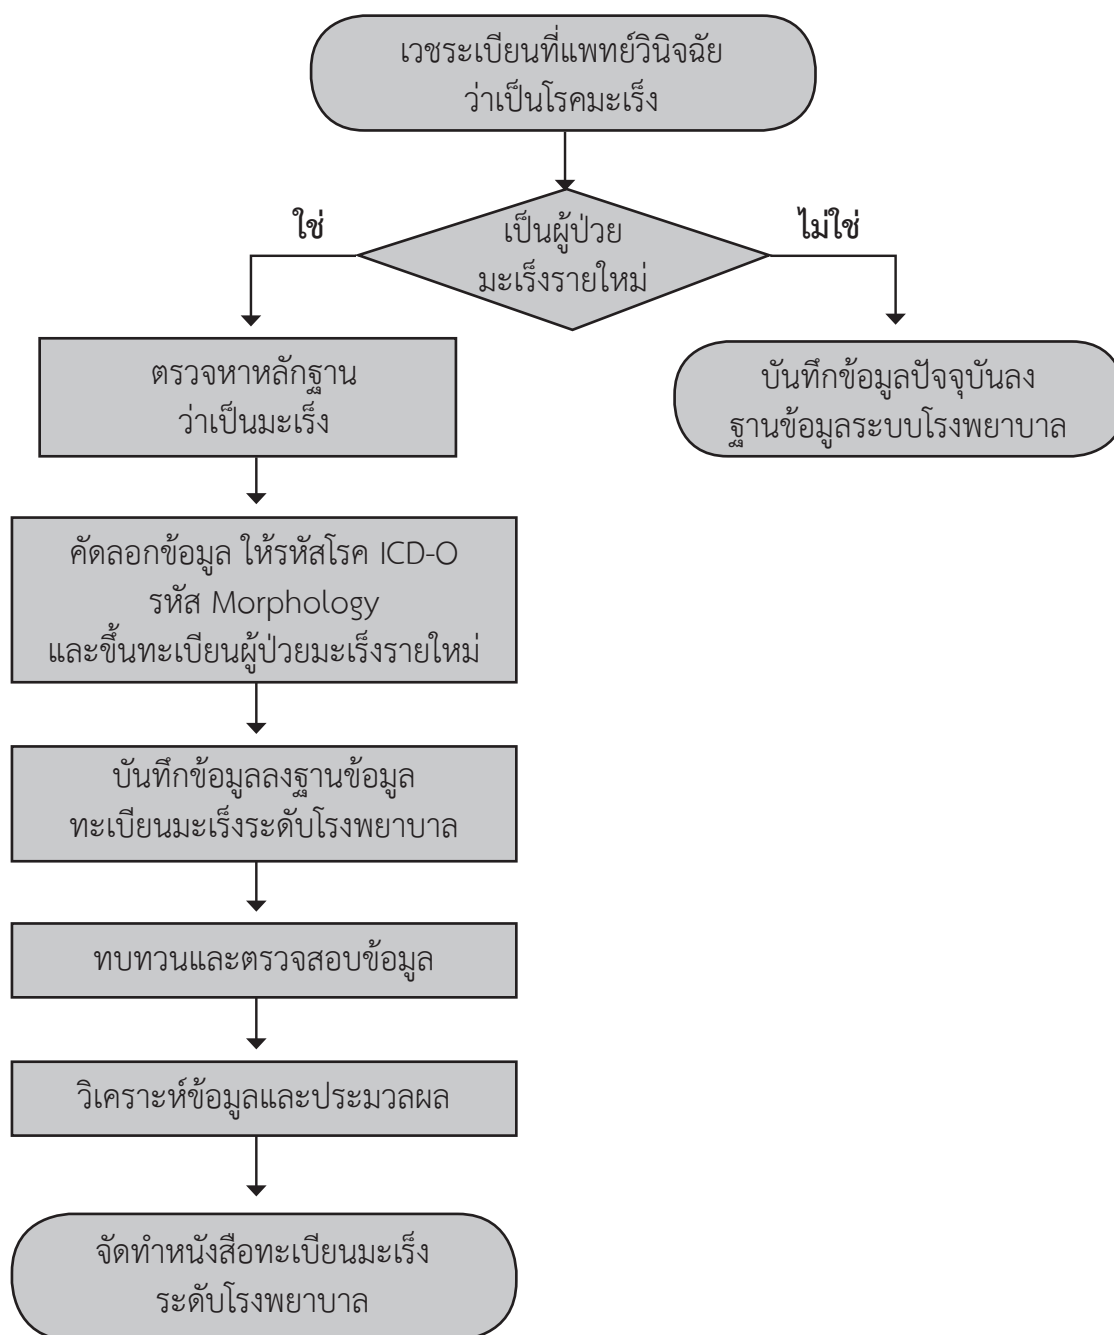 เวชระเบียนที่แพทย์วินิจฉัย
ว่าเป็นโรคมะเร็ง
ใช่
เป็นผู้ป่วย
มะเร็งรายใหม่
ไม่ใช่
ตรวจหาหลักฐาน
ว่าเป็นมะเร็ง
บันทึกข้อมูลปัจจุบันลง
ฐานข้อมูลระบบโรงพยาบาล
คัดลอกข้อมูล ให้รหัสโรค ICD-O
รหัส Morphology
และขึ้นทะเบียนผู้ป่วยมะเร็งรายใหม่
บันทึกข้อมูลลงฐานข้อมูล
ทะเบียนมะเร็งระดับโรงพยาบาล
ทบทวนและตรวจสอบข้อมูล
วิเคราะห์ข้อมูลและประมวลผล
จัดทำหนังสือทะเบียนมะเร็ง
ระดับโรงพยาบาล